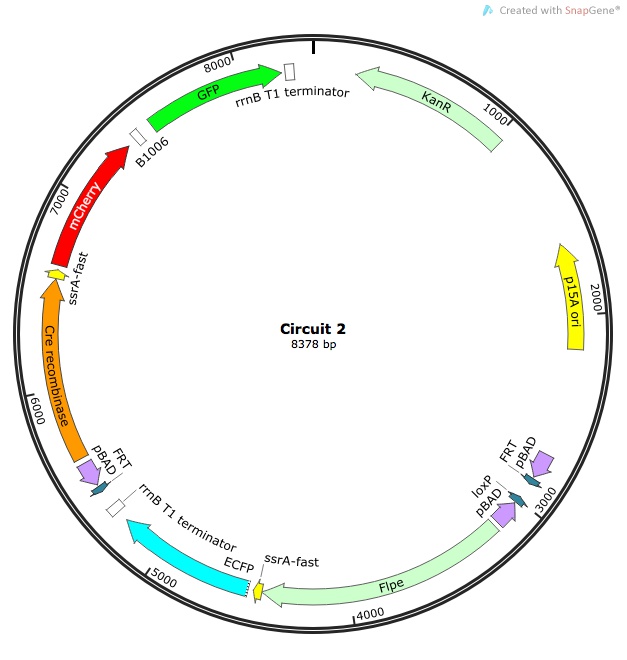 Created with SnapGene®
8000
GFP
rrnB T1 terminator
KanR
1000
B1006
mCherry
7000
ssrA-fast
p15A ori
2000
Circuit 2
8378 bp
Cre recombinase
6000
pBAD
FRT
FRT
pBAD
loxP
pBAD
3000
rrnB T1 terminator
ECFP
ssrA-fast
5000
Flpe
4000